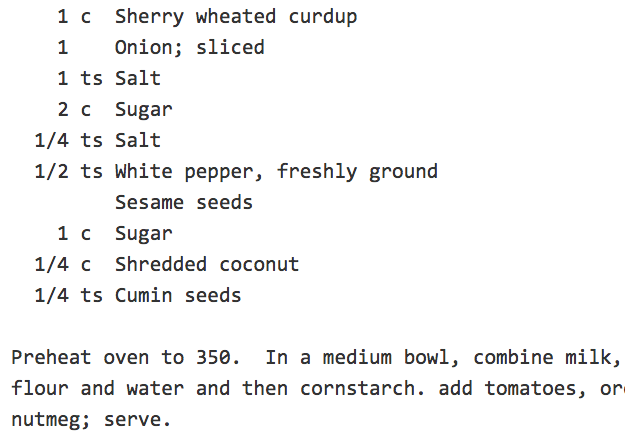 1 c Sherry wheated curdup
1 Onion; sliced
1 ts Salt
2 c Sugar
1/4 ts Salt
1/2 ts White pepper, freshly ground
Sesame seeds
1 c Sugar
1/4 c Shredded coconut
1/4 ts Cumin seeds
Preheat oven to 350. In a medium bowl, combine milk,
flour and water and then cornstarch. add tomatoes,
nutmeg; serve.